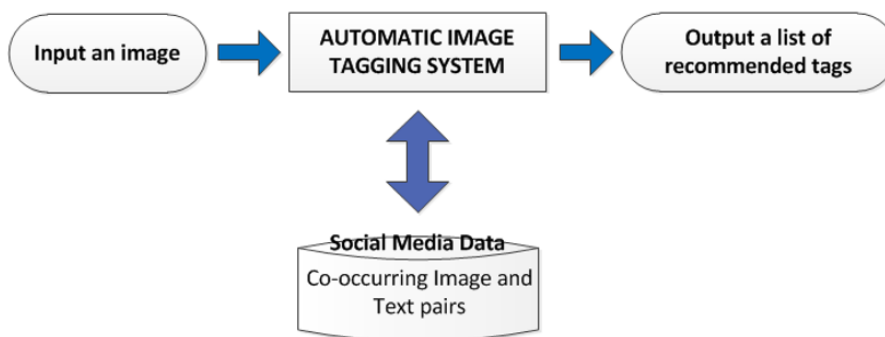 Input an image
AUTOMATIC IMAGE
TAGGING SYSTEM
Output a list of
recommended tags
Social Media Data
Co-occurring Image and
Text pairs